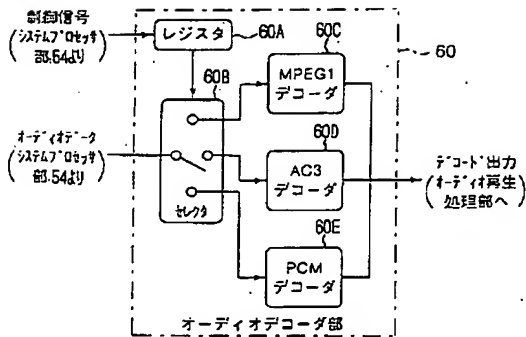 制御信号
(システムプロセッサ
部54より)
レジスタ
60A
60B
60C
MPEG1
デコーダ
60
オーディオデータ
(システムプロセッサ
部54より)
セレクタ
60D
AC3
デコーダ
デコード出力
(オーディオ再生
処理部へ)
60E
PCM
デコーダ
オーディオデコーダ部